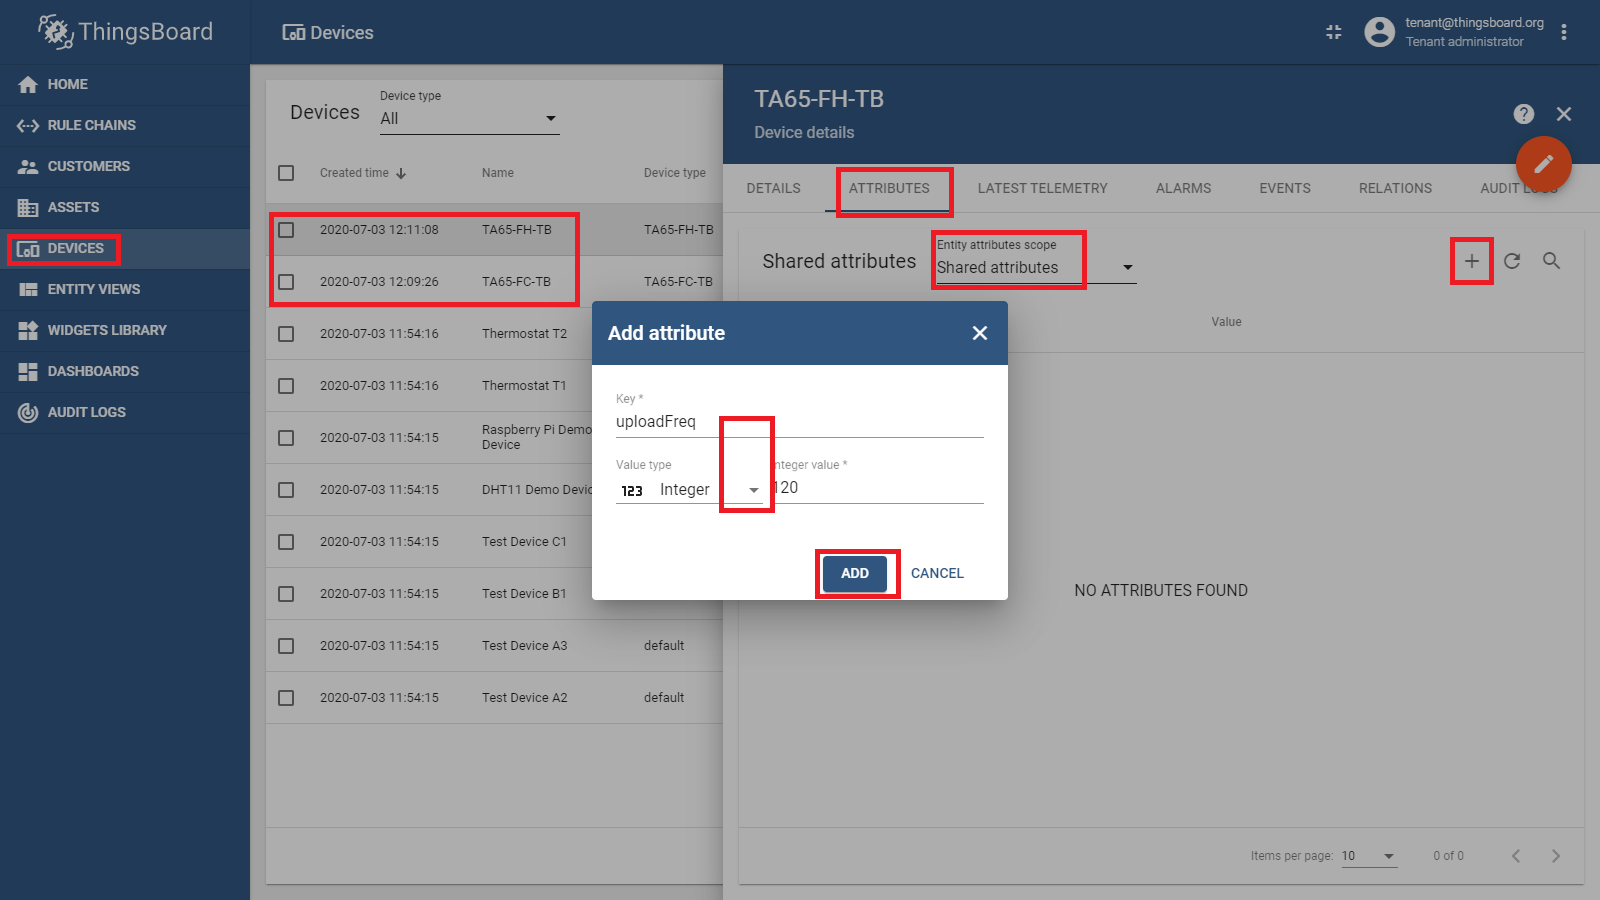 ThingsBoard
Devices
tenant@thingsboard.org
Tenant administrator
HOME
RULE CHAINS
CUSTOMERS
ASSETS
DEVICES
ENTITY VIEWS
WIDGETS LIBRARY
DASHBOARDS
AUDIT LOGS
Devices
Device type
All
Created time Name Device type
2020-07-03 12:11:08 TA65-FH-TB TA65-FH-TB
2020-07-03 12:09:26 TA65-FC-TB TA65-FC-TB
2020-07-03 11:54:16 Thermostat T2
2020-07-03 11:54:16 Thermostat T1
2020-07-03 11:54:15 Raspberry Pi Demo
Device
2020-07-03 11:54:15 DHT11 Demo Devic
2020-07-03 11:54:15 Test Device C1
2020-07-03 11:54:15 Test Device B1
2020-07-03 11:54:15 Test Device A3 default
2020-07-03 11:54:15 Test Device A2 default
TA65-FH-TB
Device details
?
DETAILS ATTRIBUTES LATEST TELEMETRY ALARMS EVENTS RELATIONS AUDIT LOGS
Shared attributes
Entity attributes scope
Shared attributes
Value
NO ATTRIBUTES FOUND
Items per page: 10 0 of 0
Add attribute
Key *
uploadFreq
Value type
123 Integer
Integer value *
120
ADD CANCEL